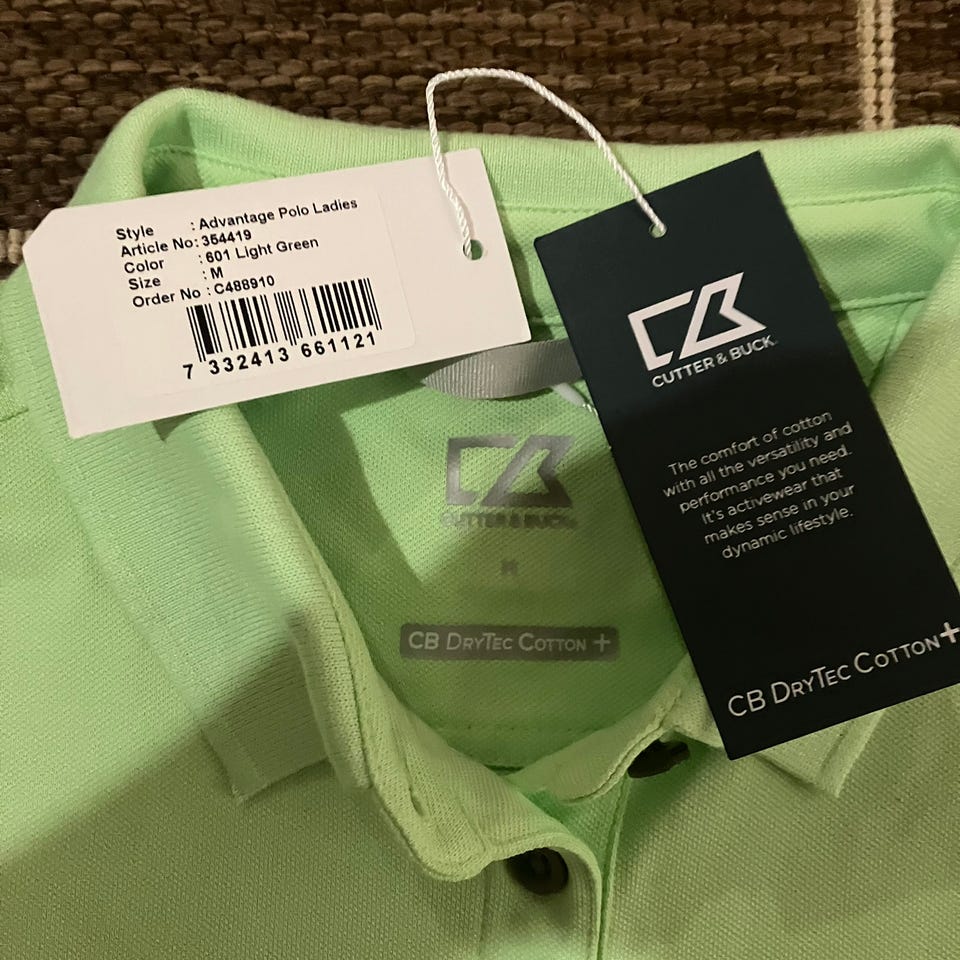 Style : Advantage Polo Ladies
Article No: 354419
Color : 601 Light Green
Size : M
Order No : C488910
7 332413 661121
CUTTER & BUCK
The comfort of cotton
with all the versatility and
performance you need.
It's activewear that
makes sense in your
dynamic lifestyle.
CB DRYTEC COTTON+
CUTTER & BUCK
M
CB DRYTEC COTTON +